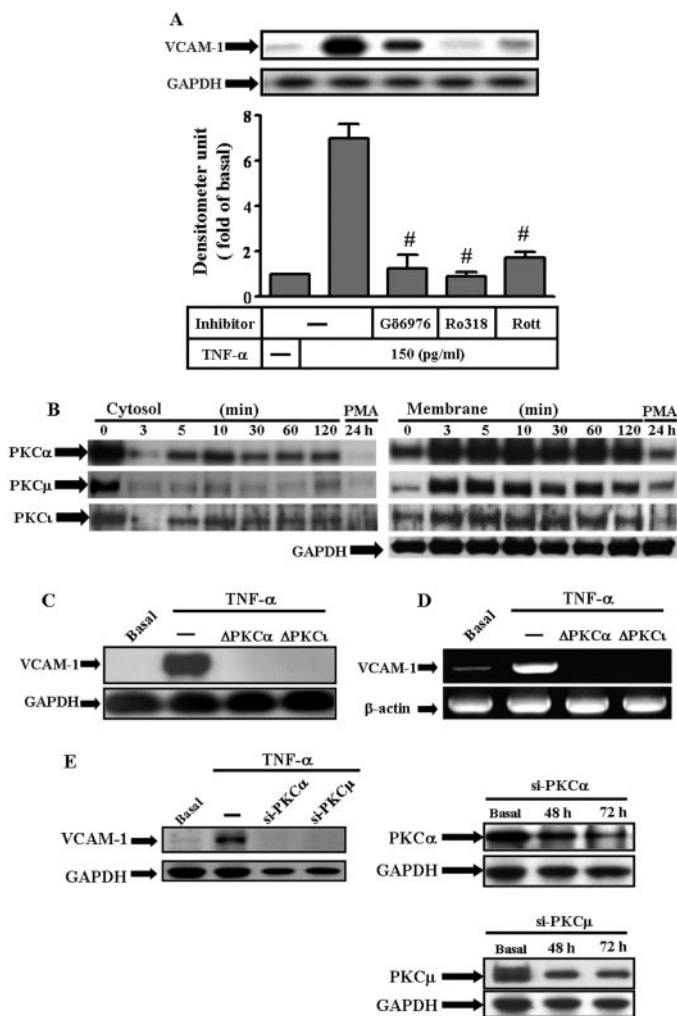 A
VCAM-1
GAPDH
Densitometer unit
( fold of basal)
8
6
4
2
0
#
#
#
Inhibitor — Gö6976 Ro318 Rott
TNF-α — 150 (pg/ml)
B
Cytosol (min) PMA
0 3 5 10 30 60 120 24 h
Membrane (min) PMA
0 3 5 10 30 60 120 24 h
PKCα
PKCμ
PKCι
GAPDH
C
TNF-α
Basal — ΔPKCα ΔPKCι
VCAM-1
GAPDH
D
TNF-α
Basal — ΔPKCα ΔPKCι
VCAM-1
β-actin
E
TNF-α
Basal — si-PKCα si-PKCμ
VCAM-1
GAPDH
si-PKCα
Basal 48 h 72 h
PKCα
GAPDH
si-PKCμ
Basal 48 h 72 h
PKCμ
GAPDH